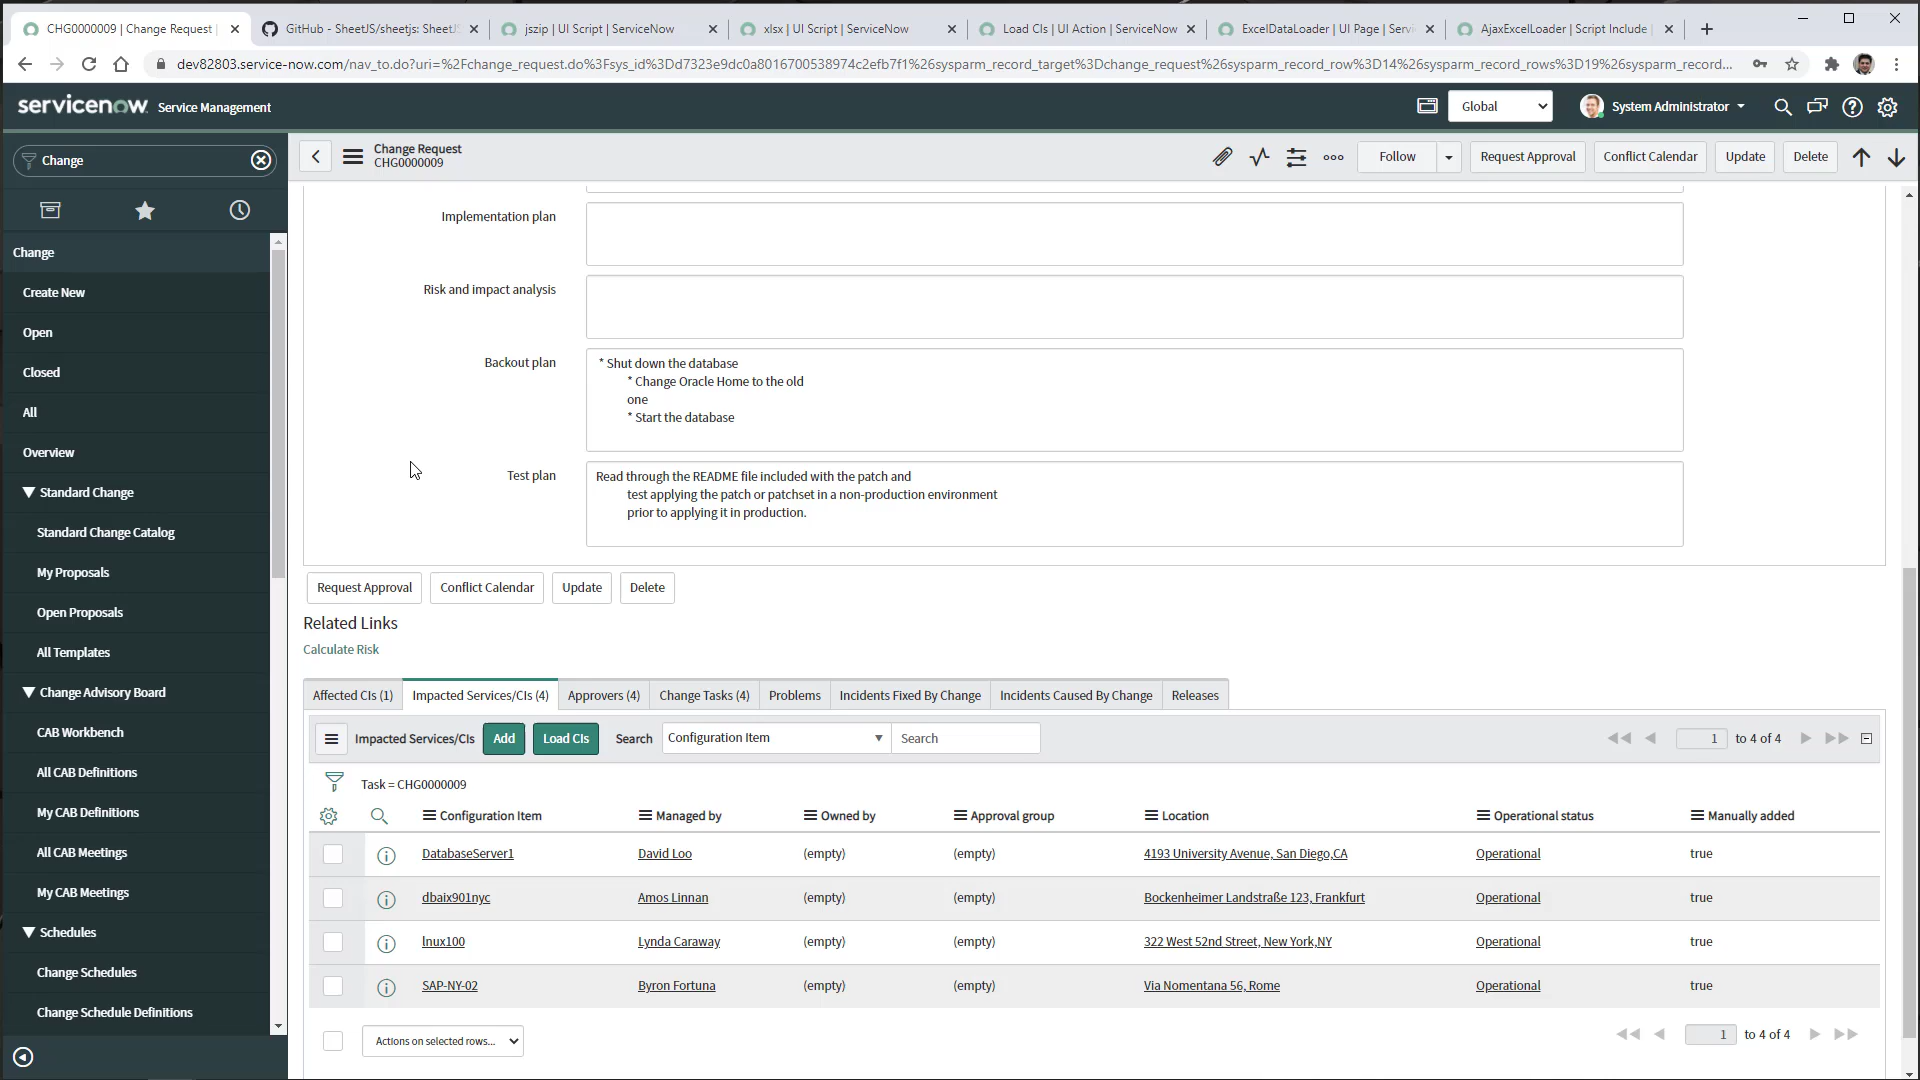 CHG0000009 | Change Request |
GitHub - SheetJS/sheetjs: SheetJS
jszip | UI Script | ServiceNow
xlsx | UI Script | ServiceNow
Load CIs | UI Action | ServiceNow
ExcelDataLoader | UI Page | Servi
AjaxExcelLoader | Script Include |
dev82803.service-now.com/nav_to.do?uri=%2Fchange_request.do%3Fsys_id%3Dd7323e9dc0a8016700538974c2efb7f1%26sysparm_record_target%3Dchange_request%26sysparm_record_row%3D14%26sysparm_record_rows%3D19%26sysparm_record...
servicenow Service Management
Global
System Administrator
Change
Change
Create New
Open
Closed
All
Overview
Standard Change
Standard Change Catalog
My Proposals
Open Proposals
All Templates
Change Advisory Board
CAB Workbench
All CAB Definitions
My CAB Definitions
All CAB Meetings
My CAB Meetings
Schedules
Change Schedules
Change Schedule Definitions
Change Request
CHG0000009
Follow
Request Approval
Conflict Calendar
Update
Delete
Implementation plan
Risk and impact analysis
Backout plan
* Shut down the database
* Change Oracle Home to the old
one
* Start the database
Test plan
Read through the README file included with the patch and
test applying the patch or patchset in a non-production environment
prior to applying it in production.
Request Approval Conflict Calendar Update Delete
Related Links
Calculate Risk
Affected CIs (1) Impacted Services/CIs (4) Approvers (4) Change Tasks (4) Problems Incidents Fixed By Change Incidents Caused By Change Releases
Impacted Services/CIs Add Load CIs Search Configuration Item Search 1 to 4 of 4
Task = CHG0000009
Configuration Item Managed by Owned by Approval group Location Operational status Manually added
DatabaseServer1 David Loo (empty) (empty) 4193 University Avenue, San Diego,CA Operational true
dbaix901nyc Amos Linnan (empty) (empty) Bockenheimer Landstraße 123, Frankfurt Operational true
lnux100 Lynda Caraway (empty) (empty) 322 West 52nd Street, New York,NY Operational true
SAP-NY-02 Byron Fortuna (empty) (empty) Via Nomentana 56, Rome Operational true
Actions on selected rows... 1 to 4 of 4